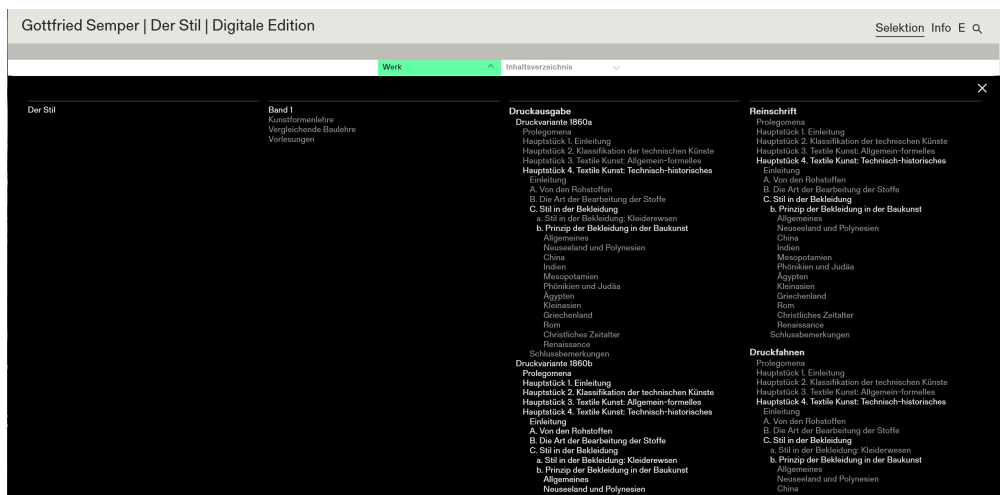 Gottfried Semper | Der Stil | Digitale Edition
Selektion Info E
Werk
Inhaltsverzeichnis
Der Stil
Band 1
Kunstformenlehre
Vergleichende Baulehre
Vorlesungen
Druckausgabe
Druckvariante 1860a
Prolegomena
Hauptstück 1. Einleitung
Hauptstück 2. Klassifikation der technischen Künste
Hauptstück 3. Textile Kunst: Allgemein-formelles
Hauptstück 4. Textile Kunst: Technisch-historisches
Einleitung
A. Von den Rohstoffen
B. Die Art der Bearbeitung der Stoffe
C. Stil in der Bekleidung
a. Stil in der Bekleidung: Kleiderewsen
b. Prinzip der Bekleidung in der Baukunst
Allgemeines
Neuseeland und Polynesien
China
Indien
Mesopotamien
Phönikien und Judäa
Ägypten
Kleinasien
Griechenland
Rom
Christliches Zeitalter
Renaissance
Schlussbemerkungen
Druckvariante 1860b
Prolegomena
Hauptstück 1. Einleitung
Hauptstück 2. Klassifikation der technischen Künste
Hauptstück 3. Textile Kunst: Allgemein-formelles
Hauptstück 4. Textile Kunst: Technisch-historisches
Einleitung
A. Von den Rohstoffen
B. Die Art der Bearbeitung der Stoffe
C. Stil in der Bekleidung
a. Stil in der Bekleidung: Kleiderewsen
b. Prinzip der Bekleidung in der Baukunst
Allgemeines
Neuseeland und Polynesien
Reinschrift
Prolegomena
Hauptstück 1. Einleitung
Hauptstück 2. Klassifikation der technischen Künste
Hauptstück 3. Textile Kunst: Allgemein-formelles
Hauptstück 4. Textile Kunst: Technisch-historisches
Einleitung
A. Von den Rohstoffen
B. Die Art der Bearbeitung der Stoffe
C. Stil in der Bekleidung
b. Prinzip der Bekleidung in der Baukunst
Allgemeines
Neuseeland und Polynesien
China
Indien
Mesopotamien
Phönikien und Judäa
Ägypten
Kleinasien
Griechenland
Rom
Christliches Zeitalter
Renaissance
Schlussbemerkungen
Druckfahnen
Prolegomena
Hauptstück 1. Einleitung
Hauptstück 2. Klassifikation der technischen Künste
Hauptstück 3. Textile Kunst: Allgemein-formelles
Hauptstück 4. Textile Kunst: Technisch-historisches
Einleitung
A. Von den Rohstoffen
B. Die Art der Bearbeitung der Stoffe
C. Stil in der Bekleidung
a. Stil in der Bekleidung: Kleiderwesen
b. Prinzip der Bekleidung in der Baukunst
Allgemeines
Neuseeland und Polynesien
China